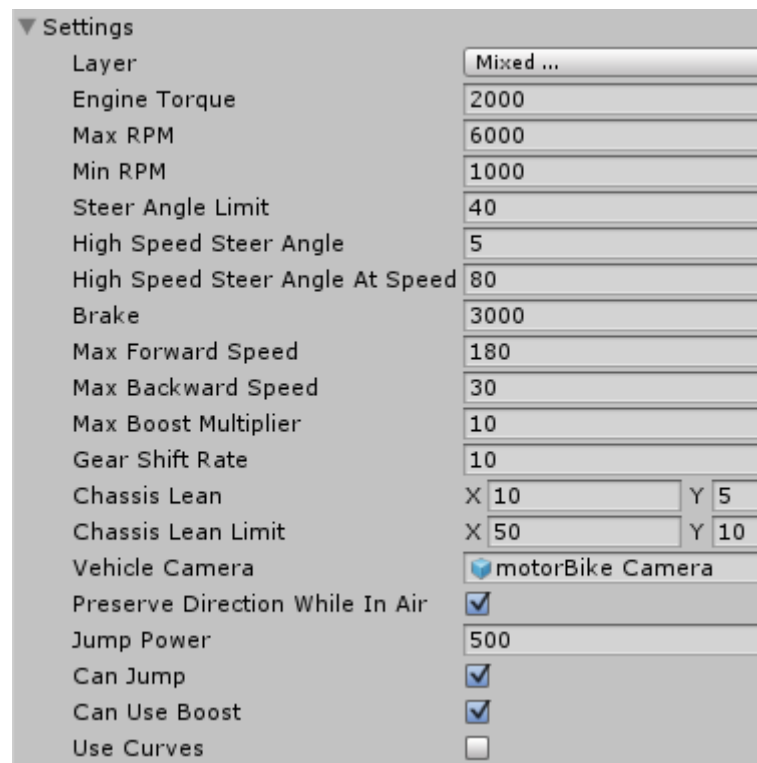 Settings
Layer Mixed ...
Engine Torque 2000
Max RPM 6000
Min RPM 1000
Steer Angle Limit 40
High Speed Steer Angle 5
High Speed Steer Angle At Speed 80
Brake 3000
Max Forward Speed 180
Max Backward Speed 30
Max Boost Multiplier 10
Gear Shift Rate 10
Chassis Lean X 10 Y 5
Chassis Lean Limit X 50 Y 10
Vehicle Camera motorBike Camera
Preserve Direction While In Air
Jump Power 500
Can Jump
Can Use Boost
Use Curves